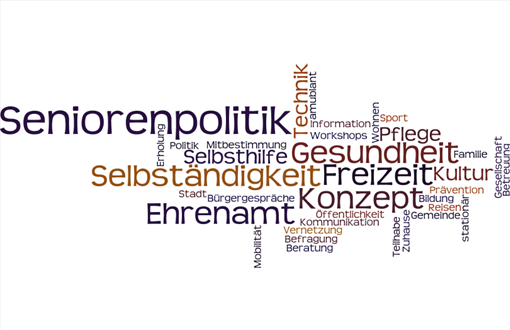 Seniorenpolitik
Technik
amubiant
Information
Workshops
Wohnen
Sport
Pflege
Erholung
Politik
Mitbestimmung
Selbsthilfe
Gesundheit
Familie
Gesellschaft
Betreuung
Selbständigkeit
Freizeit
Kultur
Stadt
Bürgergespräche
Konzept
Bildung
Prävention
Reisen
Ehrenamt
Öffentlichkeit
Gemeinde
stationär
Kommunikation
Teilhabe
Zuhause
Vernetzung
Befragung
Beratung
Mobilität